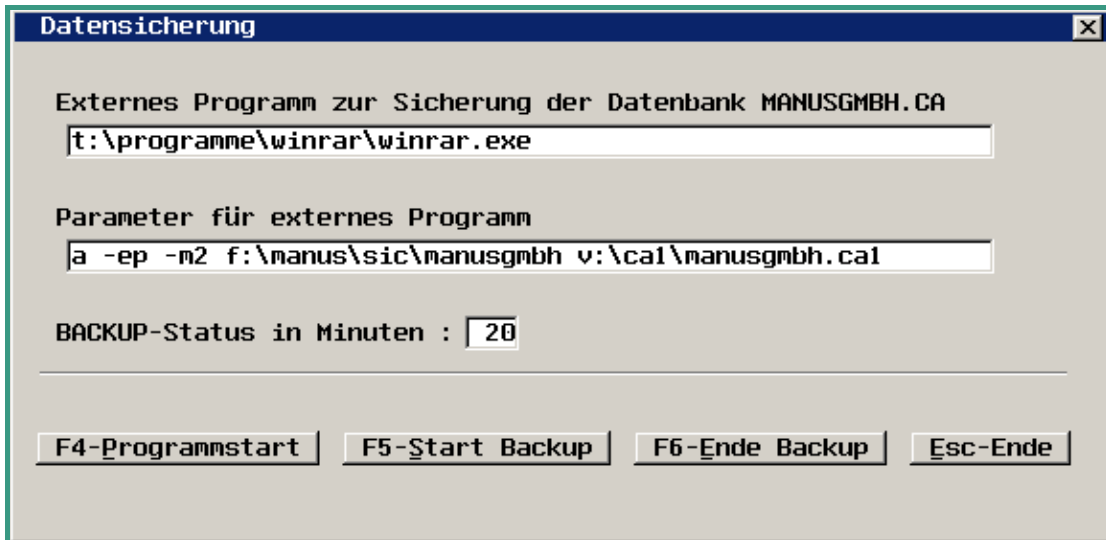 Datensicherung
Externes Programm zur Sicherung der Datenbank MANUSGMBH.CA
t:\programme\winrar\winrar.exe
Parameter für externes Programm
a -ep -m2 f:\manus\sic\manusgmbh v:\ca1\manusgmbh.ca1
BACKUP-Status in Minuten : 20
F4-Programmstart F5-Start Backup F6-Ende Backup Esc-Ende